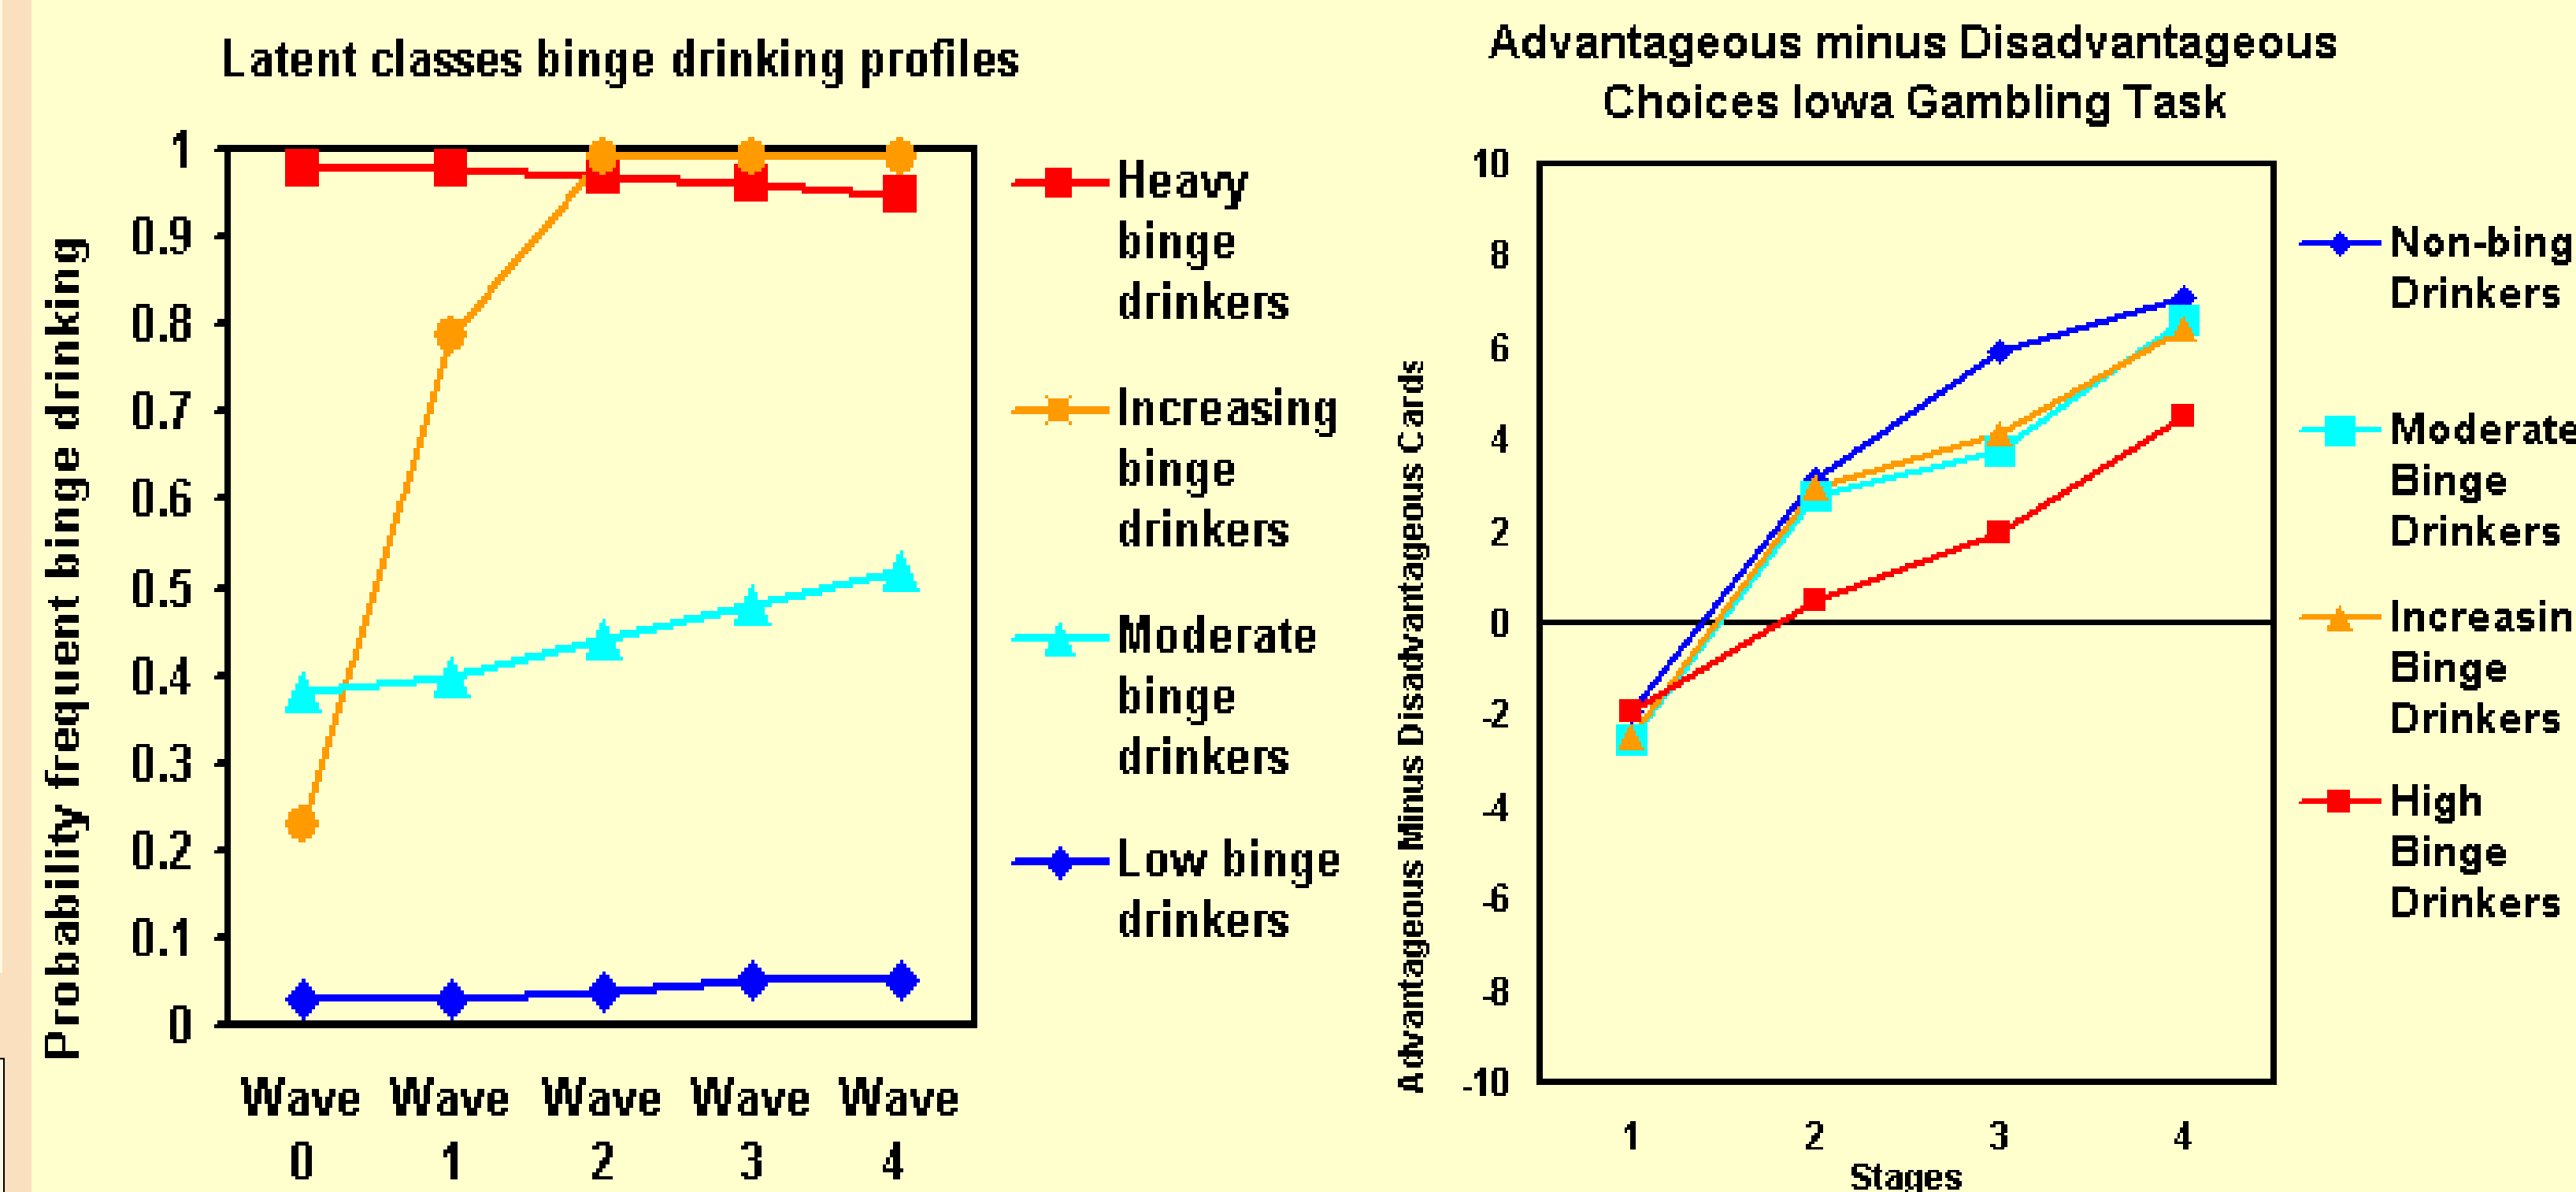 Latent classes binge drinking profiles
Probability frequent binge drinking
1
0.9
0.8
0.7
0.6
0.5
0.4
0.3
0.2
0.1
0
Wave
0
Wave
1
Wave
2
Wave
3
Wave
4
Heavy
binge
drinkers
Increasing
binge
drinkers
Moderate
binge
drinkers
Low binge
drinkers
Advantageous minus Disadvantageous
Choices Iowa Gambling Task
Advantageous Minus Disadvantageous Cards
10
8
6
4
2
0
-2
-4
-6
-8
-10
1
2
3
4
Stages
Non-bing
Drinkers
Moderate
Binge
Drinkers
Increasin
Binge
Drinkers
High
Binge
Drinkers